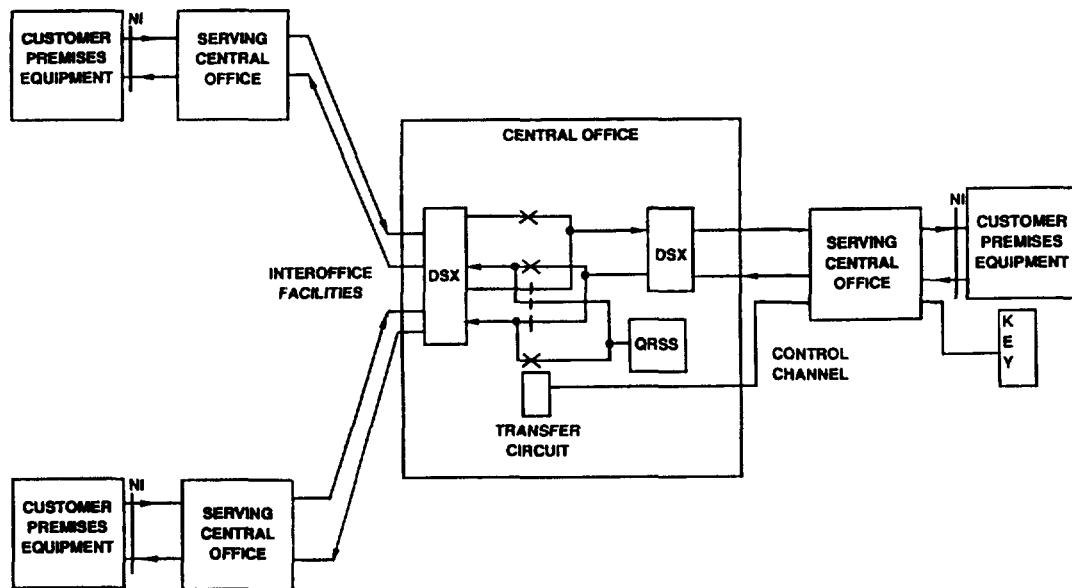 CUSTOMER
PREMISES
EQUIPMENT
NI
SERVING
CENTRAL
OFFICE
CENTRAL OFFICE
INTEROFFICE
FACILITIES
DSX
DSX
QRSS
TRANSFER
CIRCUIT
CONTROL
CHANNEL
SERVING
CENTRAL
OFFICE
NI
CUSTOMER
PREMISES
EQUIPMENT
K
E
Y
CUSTOMER
PREMISES
EQUIPMENT
NI
SERVING
CENTRAL
OFFICE